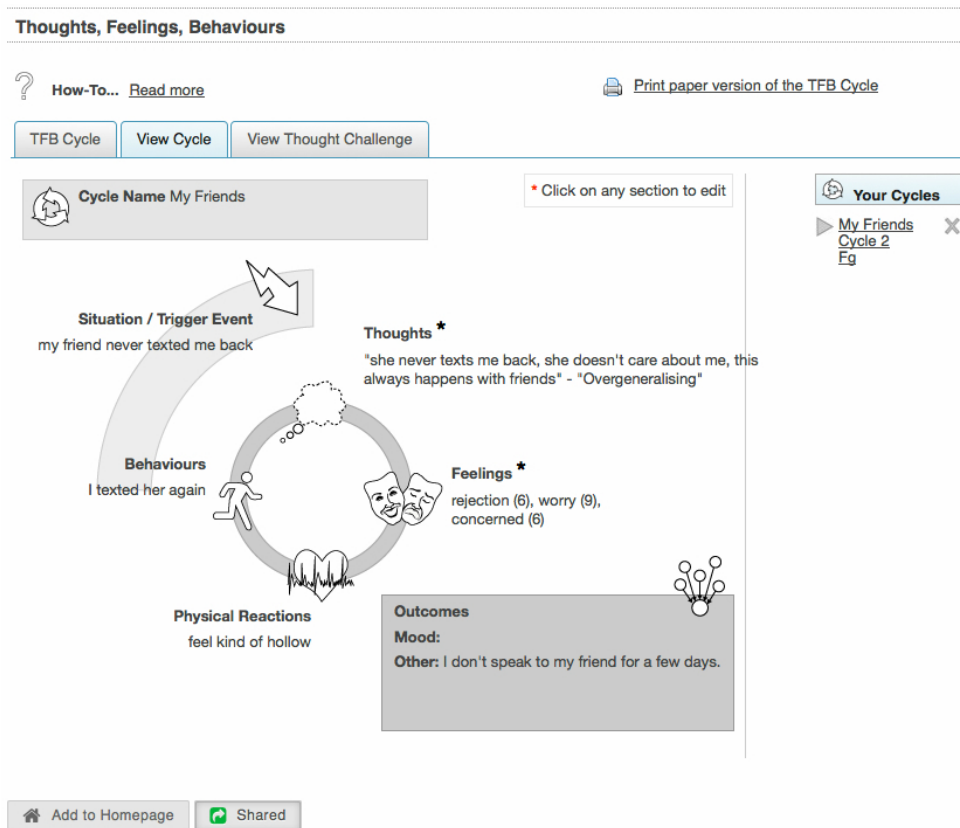 Thoughts, Feelings, Behaviours
How-To... Read more
Print paper version of the TFB Cycle
TFB Cycle
View Cycle
View Thought Challenge
Cycle Name My Friends
* Click on any section to edit
Your Cycles
My Friends
Cycle 2
Fg
Situation / Trigger Event
my friend never texted me back
Thoughts *
"she never texts me back, she doesn't care about me, this
always happens with friends" - "Overgeneralising"
Behaviours
I texted her again
Feelings *
rejection (6), worry (9),
concerned (6)
Physical Reactions
feel kind of hollow
Outcomes
Mood:
Other: I don't speak to my friend for a few days.
Add to Homepage
Shared